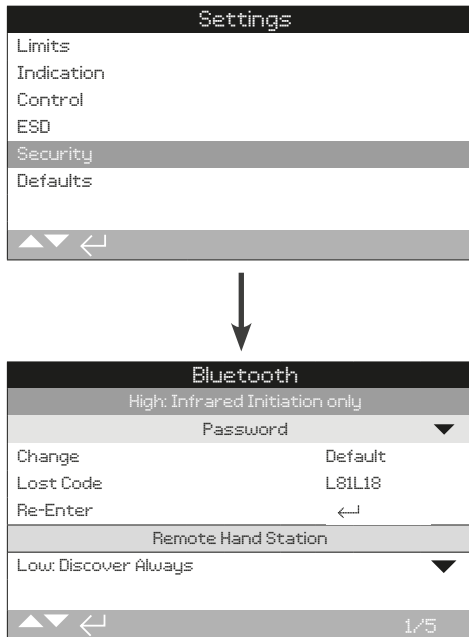 Settings
Limits
Indication
Control
ESD
Security
Defaults
Bluetooth
High: Infrared Initiation only
Password
Change Default
Lost Code L81L18
Re-Enter
Remote Hand Station
Low: Discover Always
1/5